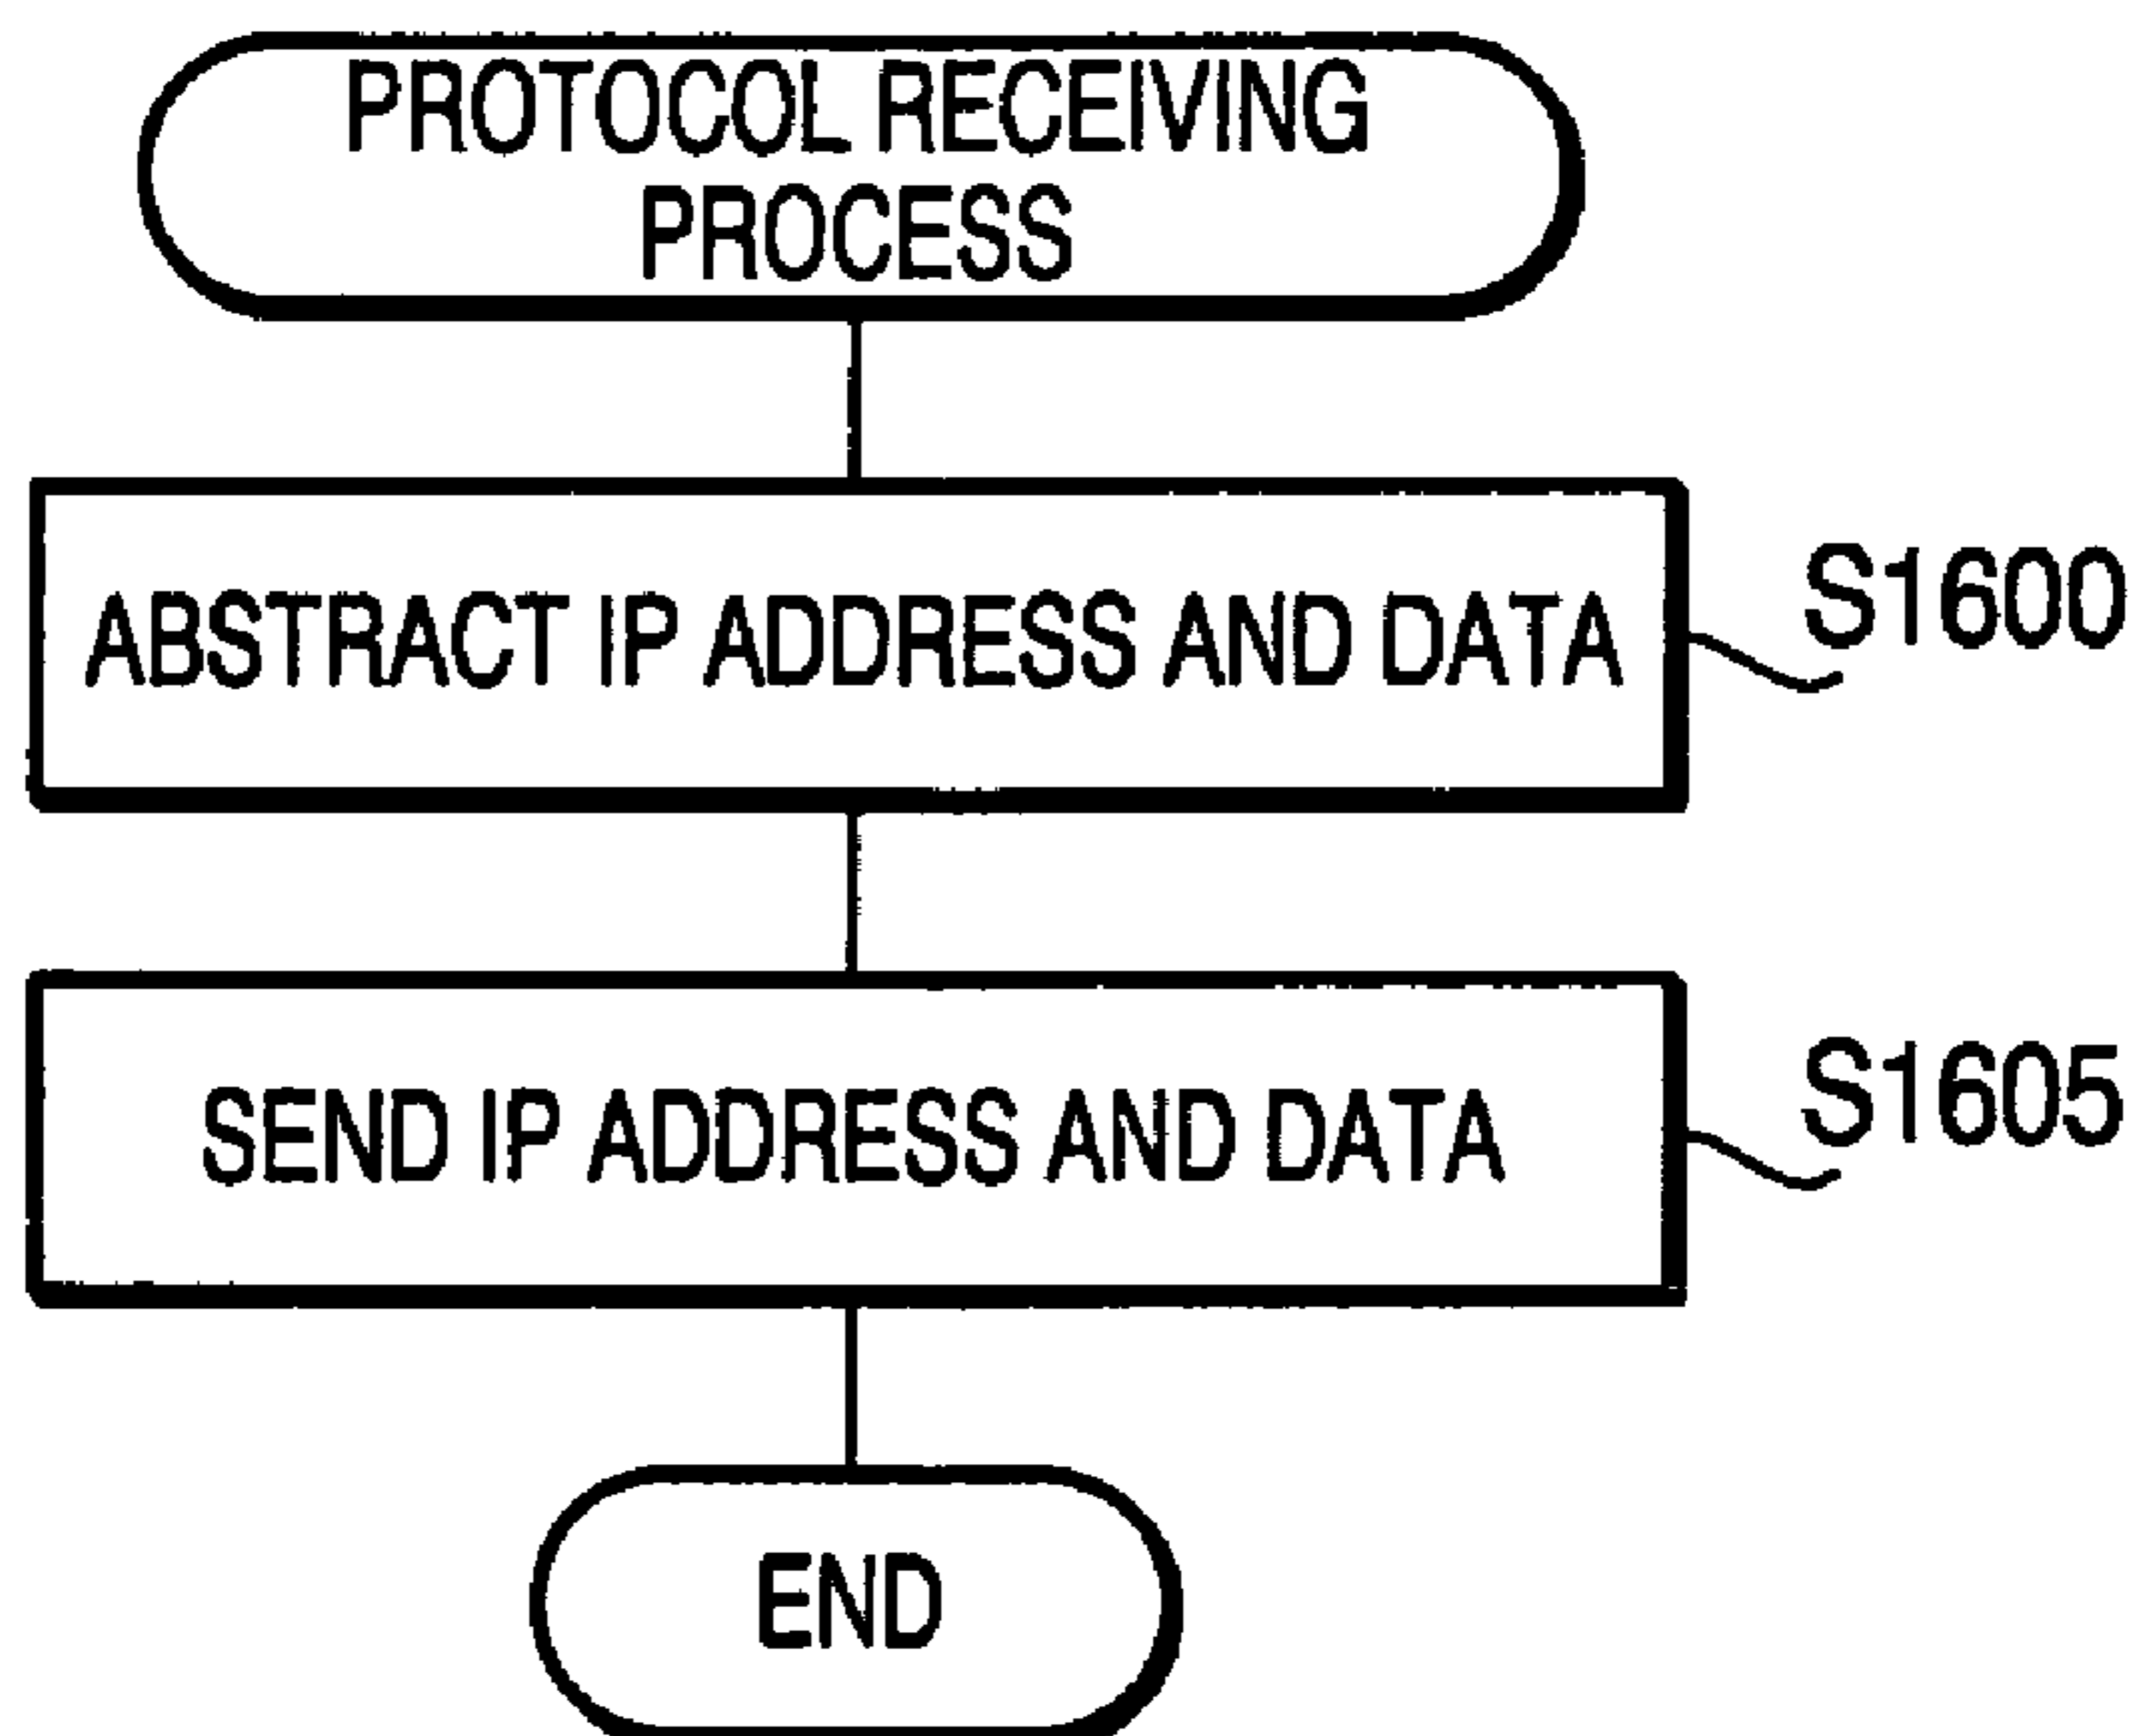 PROTOCOL RECEIVING
PROCESS
ABSTRACT IP ADDRESS AND DATA
S1600
SEND IP ADDRESS AND DATA
S1605
END